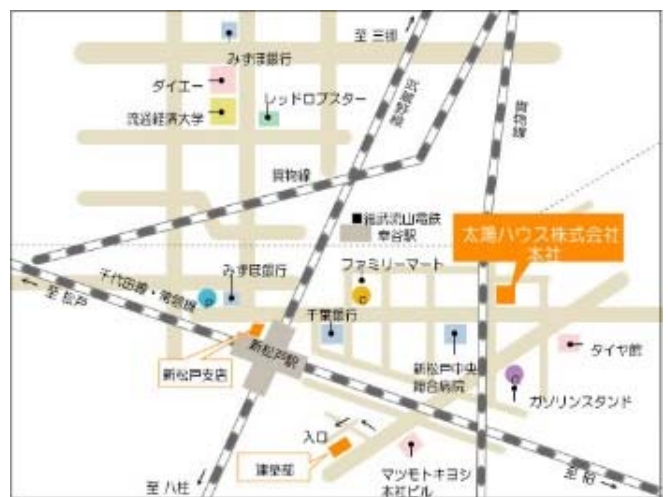 至 三郷
みずほ銀行
ダイエー
武蔵野線
レッドロブスター
貨物線
流通経済大学
貨物線
■総武流山電鉄
幸谷駅
太陽ハウス株式会社
本社
千代田線・常磐線
みずほ銀行
ファミリーマート
至 松戸
千葉銀行
新松戸駅
新松戸支店
新松戸中央
総合病院
タイヤ館
ガソリンスタンド
入口
建築部
マツモトキヨシ
本社ビル
至 柏
至 八柱